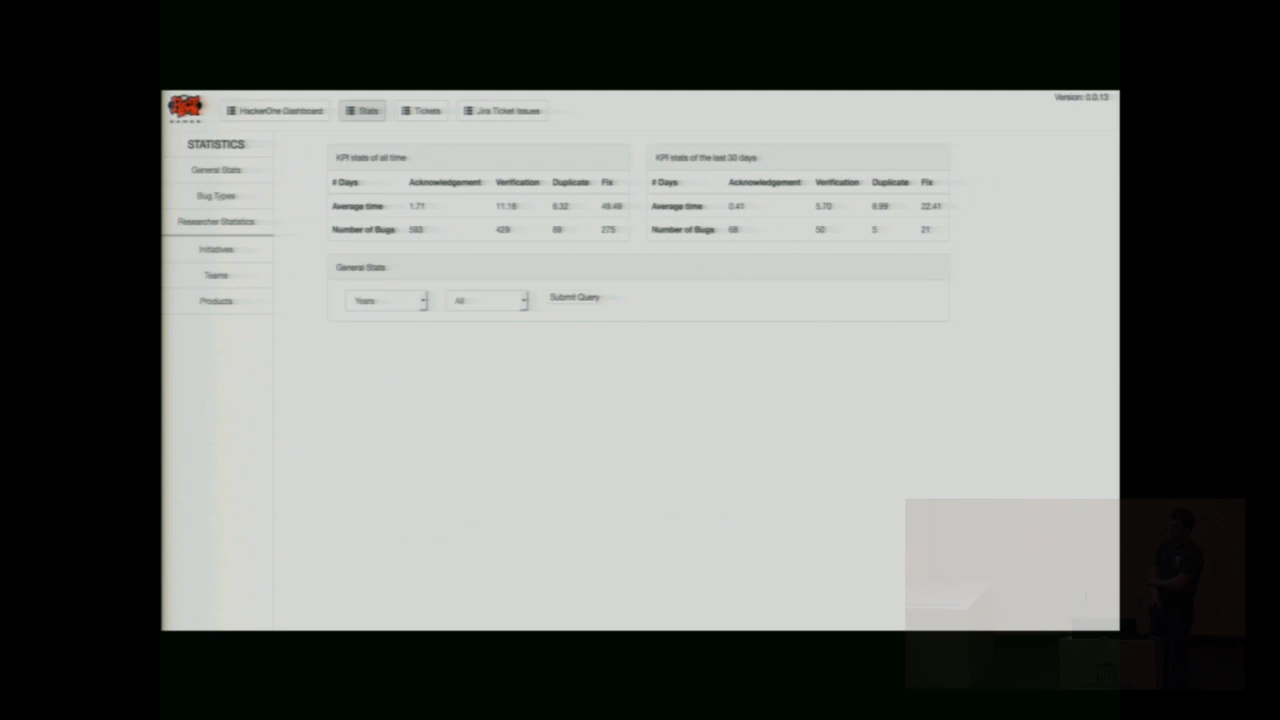 HackerOne Dashboard Stats Tickets Jira Ticket Issues Version: 0.0.13
GAMES
STATISTICS
General Stats
Bug Types
Researcher Statistics
Initiatives
Teams
Products
KPI stats of all time
# Days Acknowledgement Verification Duplicate Fix
Average time 1.71 11.18 8.32 49.49
Number of Bugs 593 429 89 275
KPI stats of the last 30 days
# Days Acknowledgement Verification Duplicate Fix
Average time 0.41 5.70 8.99 22.41
Number of Bugs 68 50 5 21
General Stats
Years All Submit Query